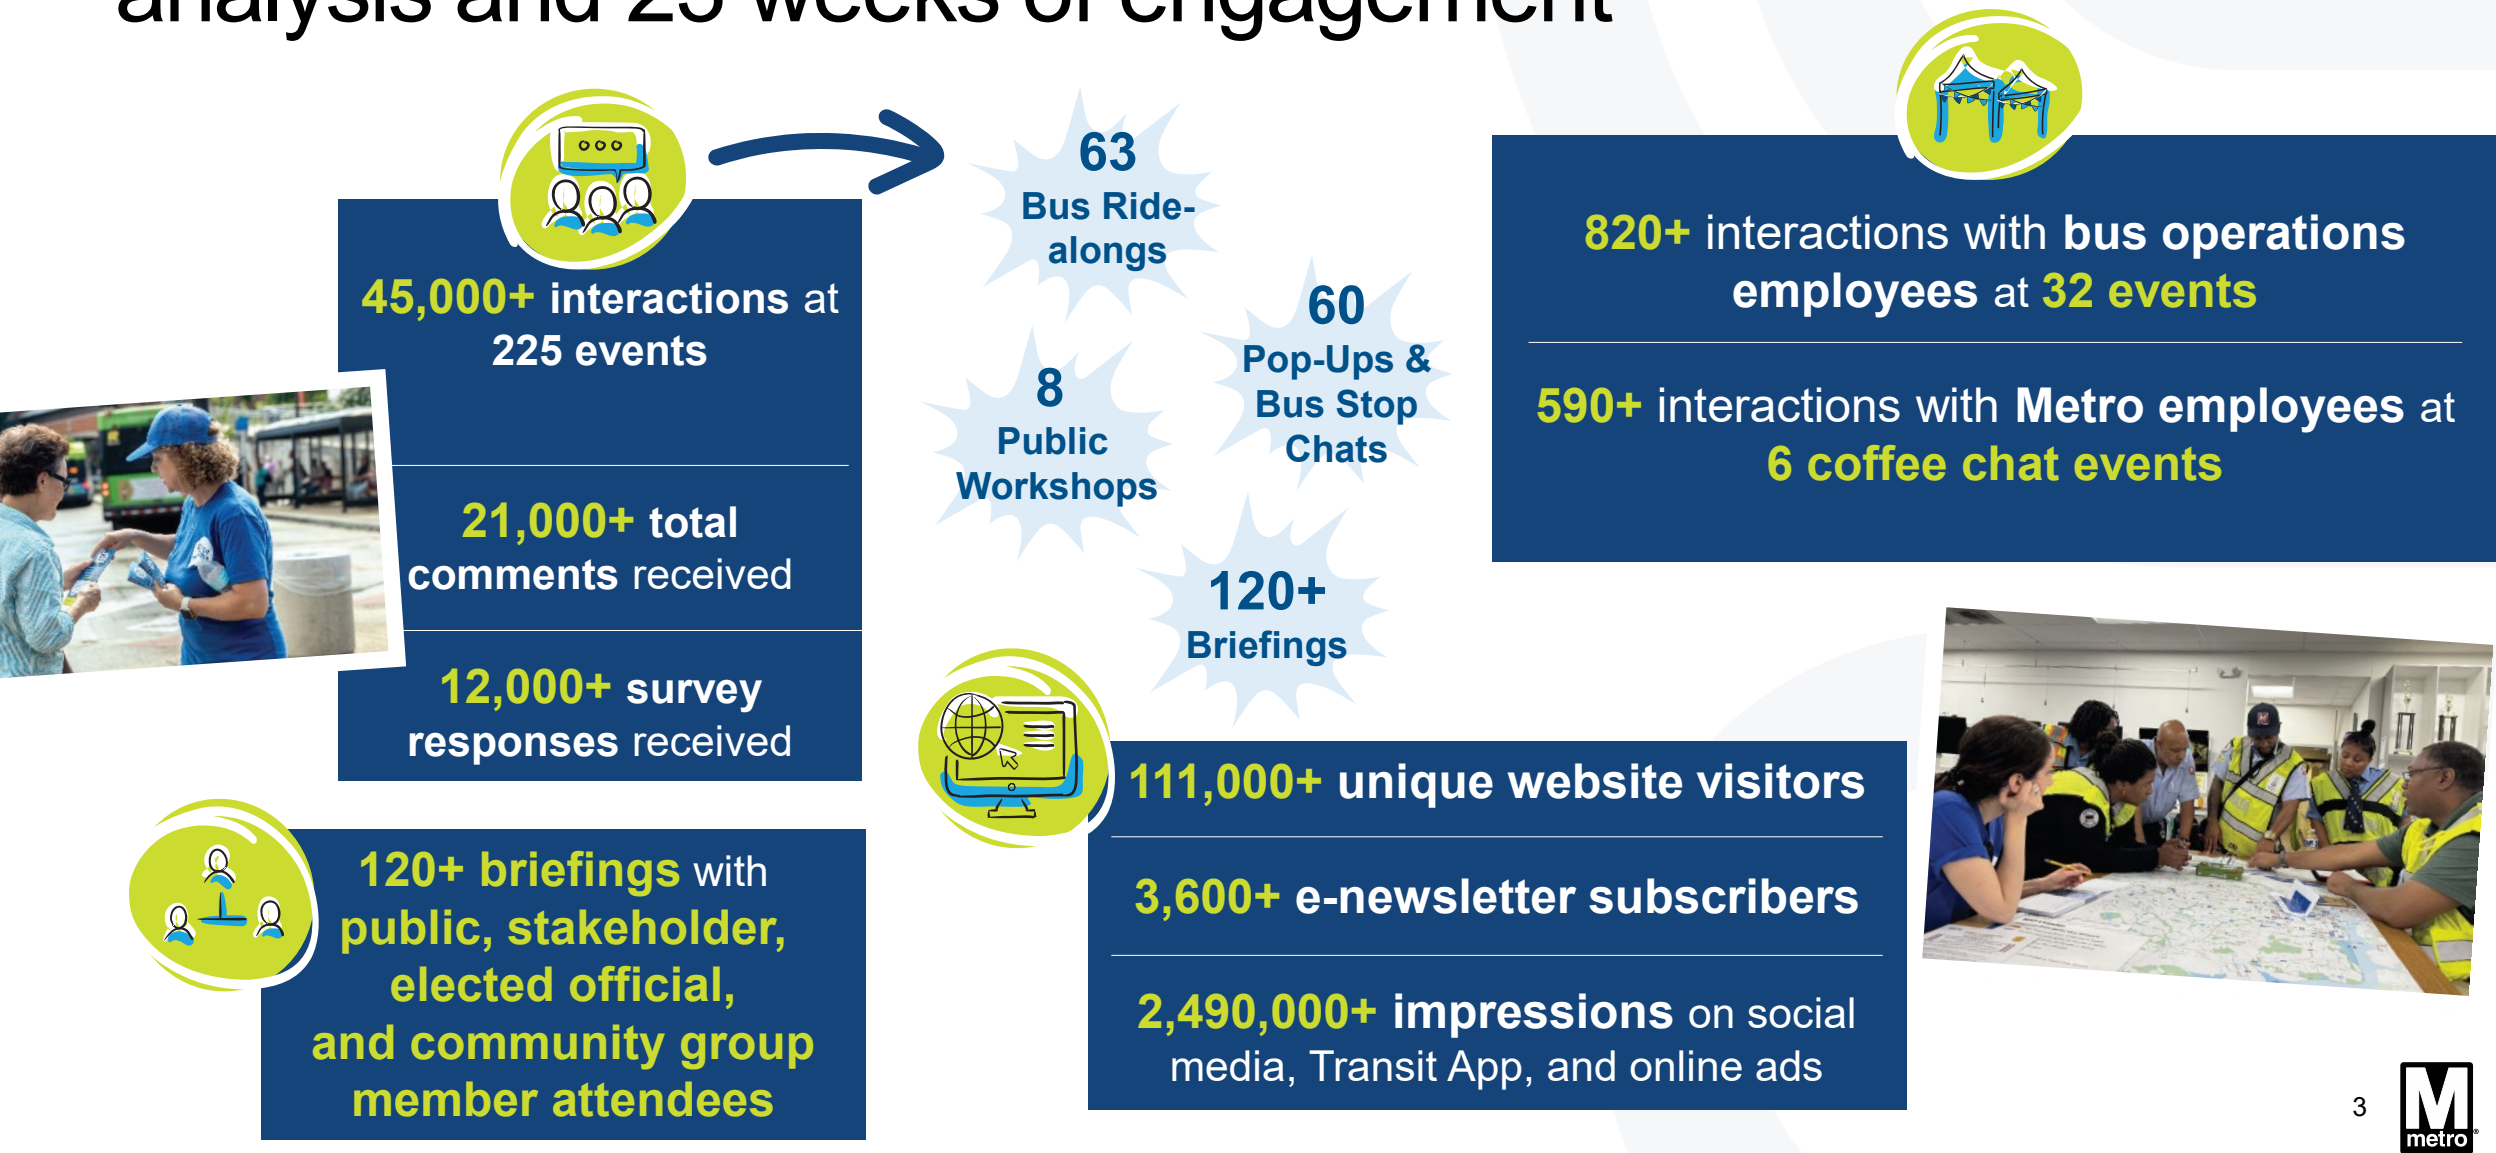 analysis and 23 weeks of engagement
45,000+ interactions at
225 events
21,000+ total
comments received
12,000+ survey
responses received
63
Bus Ride-
alongs
60
Pop-Ups &
Bus Stop
Chats
8
Public
Workshops
120+
Briefings
820+ interactions with bus operations
employees at 32 events
590+ interactions with Metro employees at
6 coffee chat events
120+ briefings with
public, stakeholder,
elected official,
and community group
member attendees
111,000+ unique website visitors
3,600+ e-newsletter subscribers
2,490,000+ impressions on social
media, Transit App, and online ads
3
M
metro